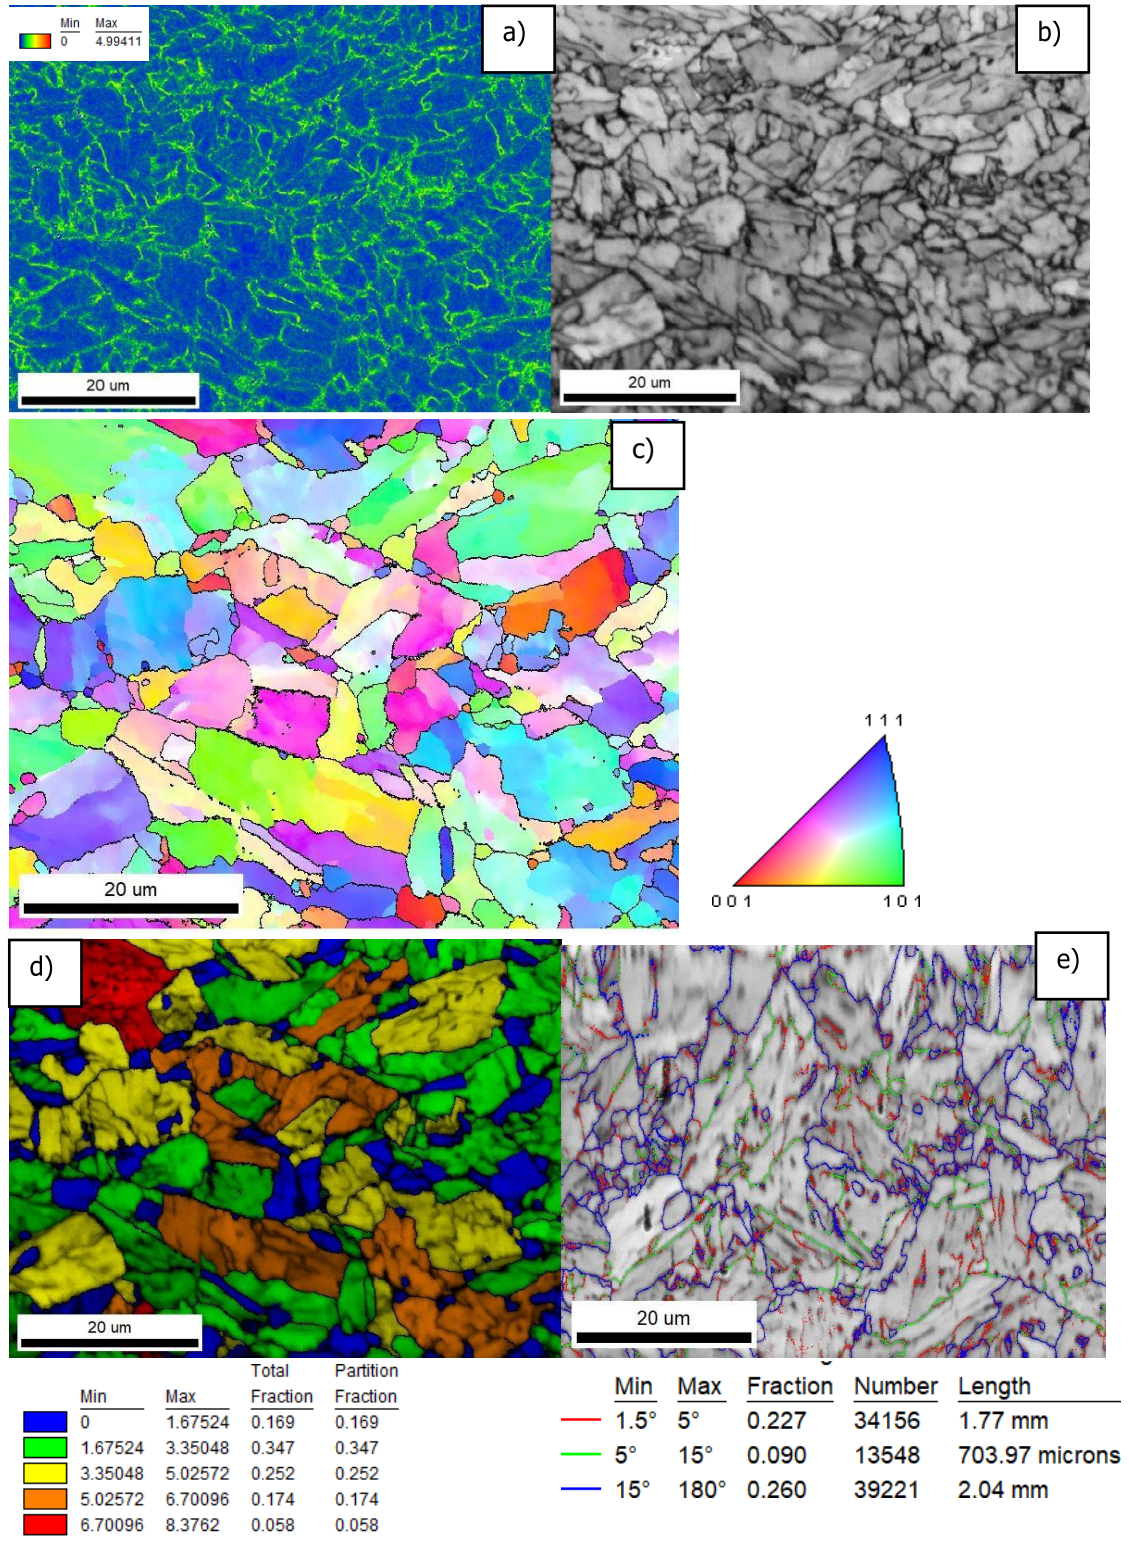 Min Max
0 4.99411
a)
b)
20 um
20 um
c)
20 um
1 1 1
0 0 1
1 0 1
d)
e)
20 um
20 um
Total Partition
Min Max Fraction Fraction
0 1.67524 0.169 0.169
1.67524 3.35048 0.347 0.347
3.35048 5.02572 0.252 0.252
5.02572 6.70096 0.174 0.174
6.70096 8.3762 0.058 0.058
Min Max Fraction Number Length
1.5° 5° 0.227 34156 1.77 mm
5° 15° 0.090 13548 703.97 microns
15° 180° 0.260 39221 2.04 mm